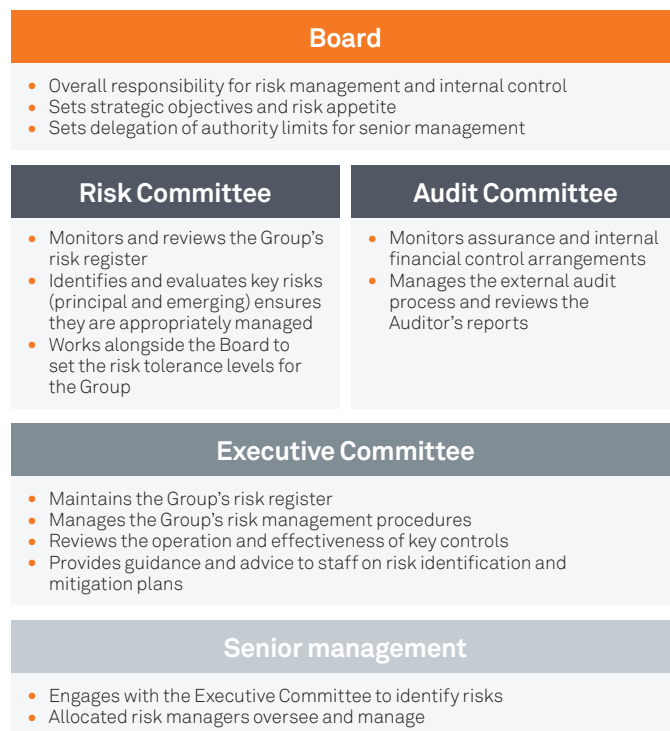 Board
• Overall responsibility for risk management and internal control
• Sets strategic objectives and risk appetite
• Sets delegation of authority limits for senior management
Risk Committee
• Monitors and reviews the Group's
risk register
• Identifies and evaluates key risks
(principal and emerging) ensures
they are appropriately managed
• Works alongside the Board to
set the risk tolerance levels for
the Group
Audit Committee
• Monitors assurance and internal
financial control arrangements
• Manages the external audit
process and reviews the
Auditor's reports
Executive Committee
• Maintains the Group's risk register
• Manages the Group's risk management procedures
• Reviews the operation and effectiveness of key controls
• Provides guidance and advice to staff on risk identification and
mitigation plans
Senior management
• Engages with the Executive Committee to identify risks
• Allocated risk managers oversee and manage